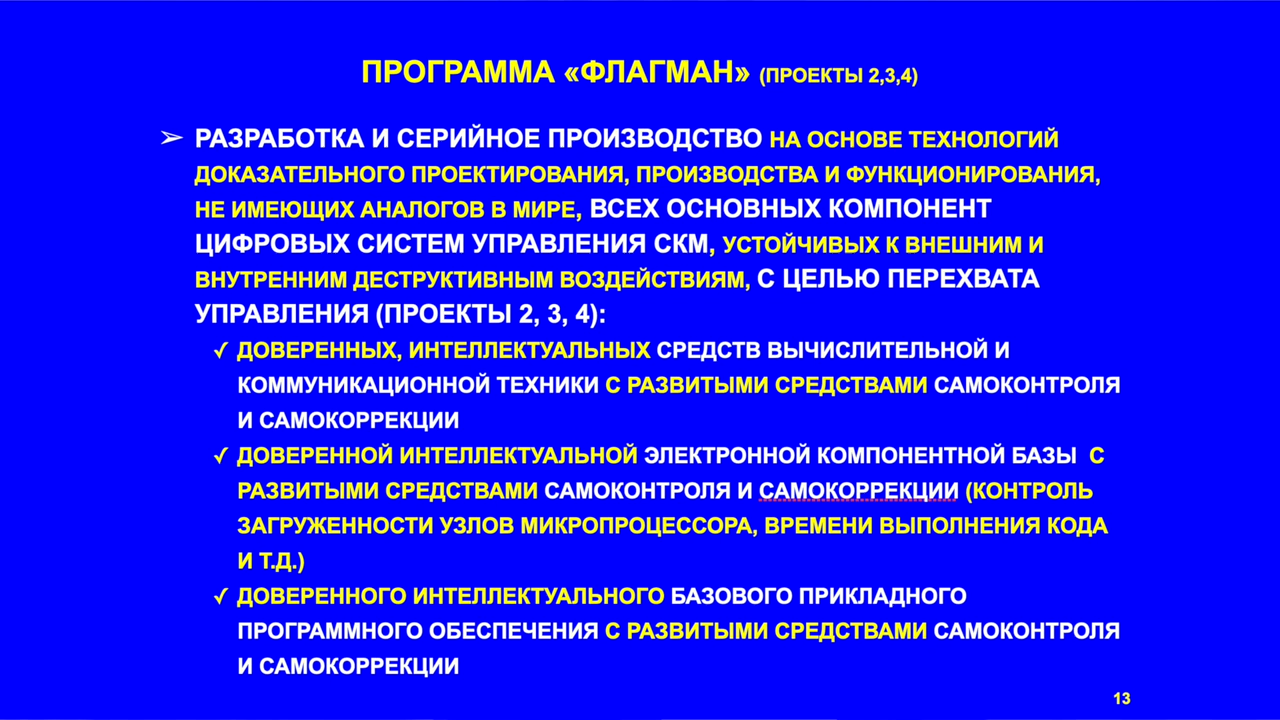 ПРОГРАММА «ФЛАГМАН» (ПРОЕКТЫ 2,3,4)
➢ РАЗРАБОТКА И СЕРИЙНОЕ ПРОИЗВОДСТВО НА ОСНОВЕ ТЕХНОЛОГИЙ
ДОКАЗАТЕЛЬНОГО ПРОЕКТИРОВАНИЯ, ПРОИЗВОДСТВА И ФУНКЦИОНИРОВАНИЯ,
НЕ ИМЕЮЩИХ АНАЛОГОВ В МИРЕ, ВСЕХ ОСНОВНЫХ КОМПОНЕНТ
ЦИФРОВЫХ СИСТЕМ УПРАВЛЕНИЯ СКМ, УСТОЙЧИВЫХ К ВНЕШНИМ И
ВНУТРЕННИМ ДЕСТРУКТИВНЫМ ВОЗДЕЙСТВИЯМ, С ЦЕЛЬЮ ПЕРЕХВАТА
УПРАВЛЕНИЯ (ПРОЕКТЫ 2, 3, 4):
✓ ДОВЕРЕННЫХ, ИНТЕЛЛЕКТУАЛЬНЫХ СРЕДСТВ ВЫЧИСЛИТЕЛЬНОЙ И
КОММУНИКАЦИОННОЙ ТЕХНИКИ С РАЗВИТЫМИ СРЕДСТВАМИ САМОКОНТРОЛЯ
И САМОКОРРЕКЦИИ
✓ ДОВЕРЕННОЙ ИНТЕЛЛЕКТУАЛЬНОЙ ЭЛЕКТРОННОЙ КОМПОНЕНТНОЙ БАЗЫ С
РАЗВИТЫМИ СРЕДСТВАМИ САМОКОНТРОЛЯ И САМОКОРРЕКЦИИ (КОНТРОЛЬ
ЗАГРУЖЕННОСТИ УЗЛОВ МИКРОПРОЦЕССОРА, ВРЕМЕНИ ВЫПОЛНЕНИЯ КОДА
И Т.Д.)
✓ ДОВЕРЕННОГО ИНТЕЛЛЕКТУАЛЬНОГО БАЗОВОГО ПРИКЛАДНОГО
ПРОГРАММНОГО ОБЕСПЕЧЕНИЯ С РАЗВИТЫМИ СРЕДСТВАМИ САМОКОНТРОЛЯ
И САМОКОРРЕКЦИИ
13